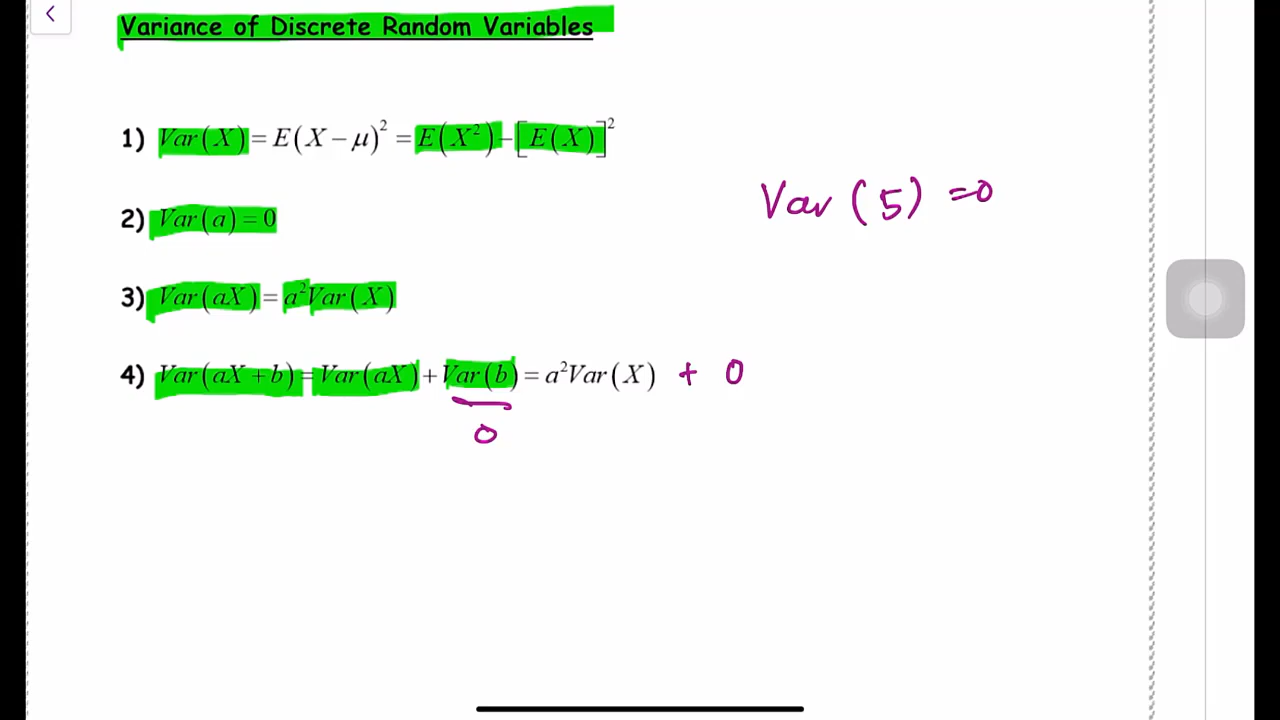 Variance of Discrete Random Variables
1) Var(X) = E(X − μ)² = E(X²) − [E(X)]²
Var (5) = 0
2) Var(a) = 0
3) Var(aX) = a²Var(X)
4) Var(aX + b) = Var(aX) + Var(b) = a²Var(X) + 0
0